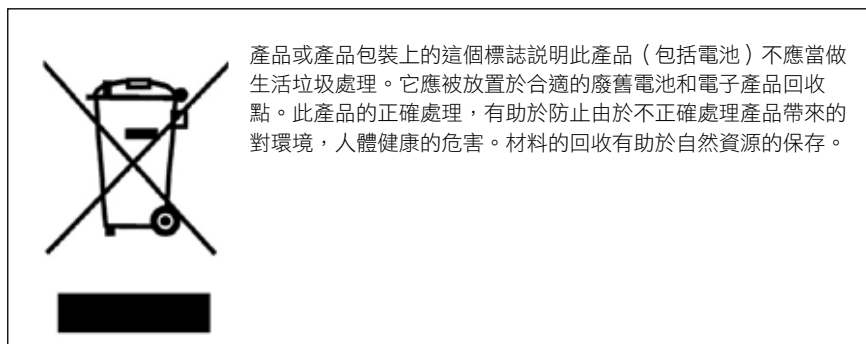 產品或產品包裝上的這個標誌説明此產品（包括電池）不應當做
生活垃圾處理。它應被放置於合適的廢舊電池和電子產品回收
點。此產品的正確處理，有助於防止由於不正確處理產品帶來的
對環境，人體健康的危害。材料的回收有助於自然資源的保存。